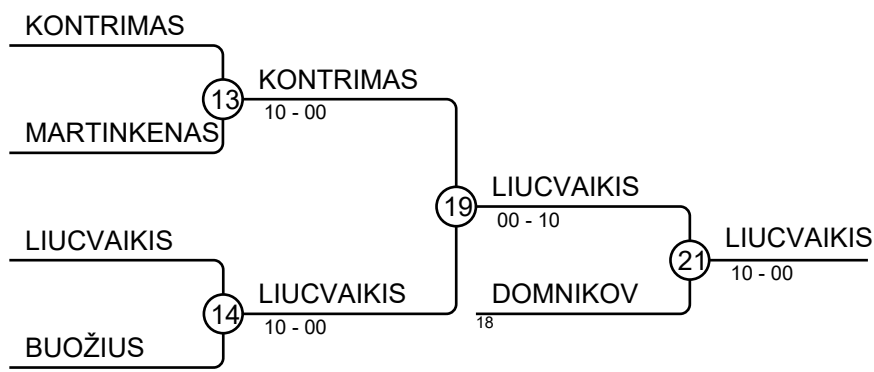 KONTRIMAS
13
KONTRIMAS
10 - 00
MARTINKENAS
19
LIUCVAIKIS
00 - 10
LIUCVAIKIS
14
LIUCVAIKIS
10 - 00
BUOŽIUS
DOMNIKOV
18
21
LIUCVAIKIS
10 - 00